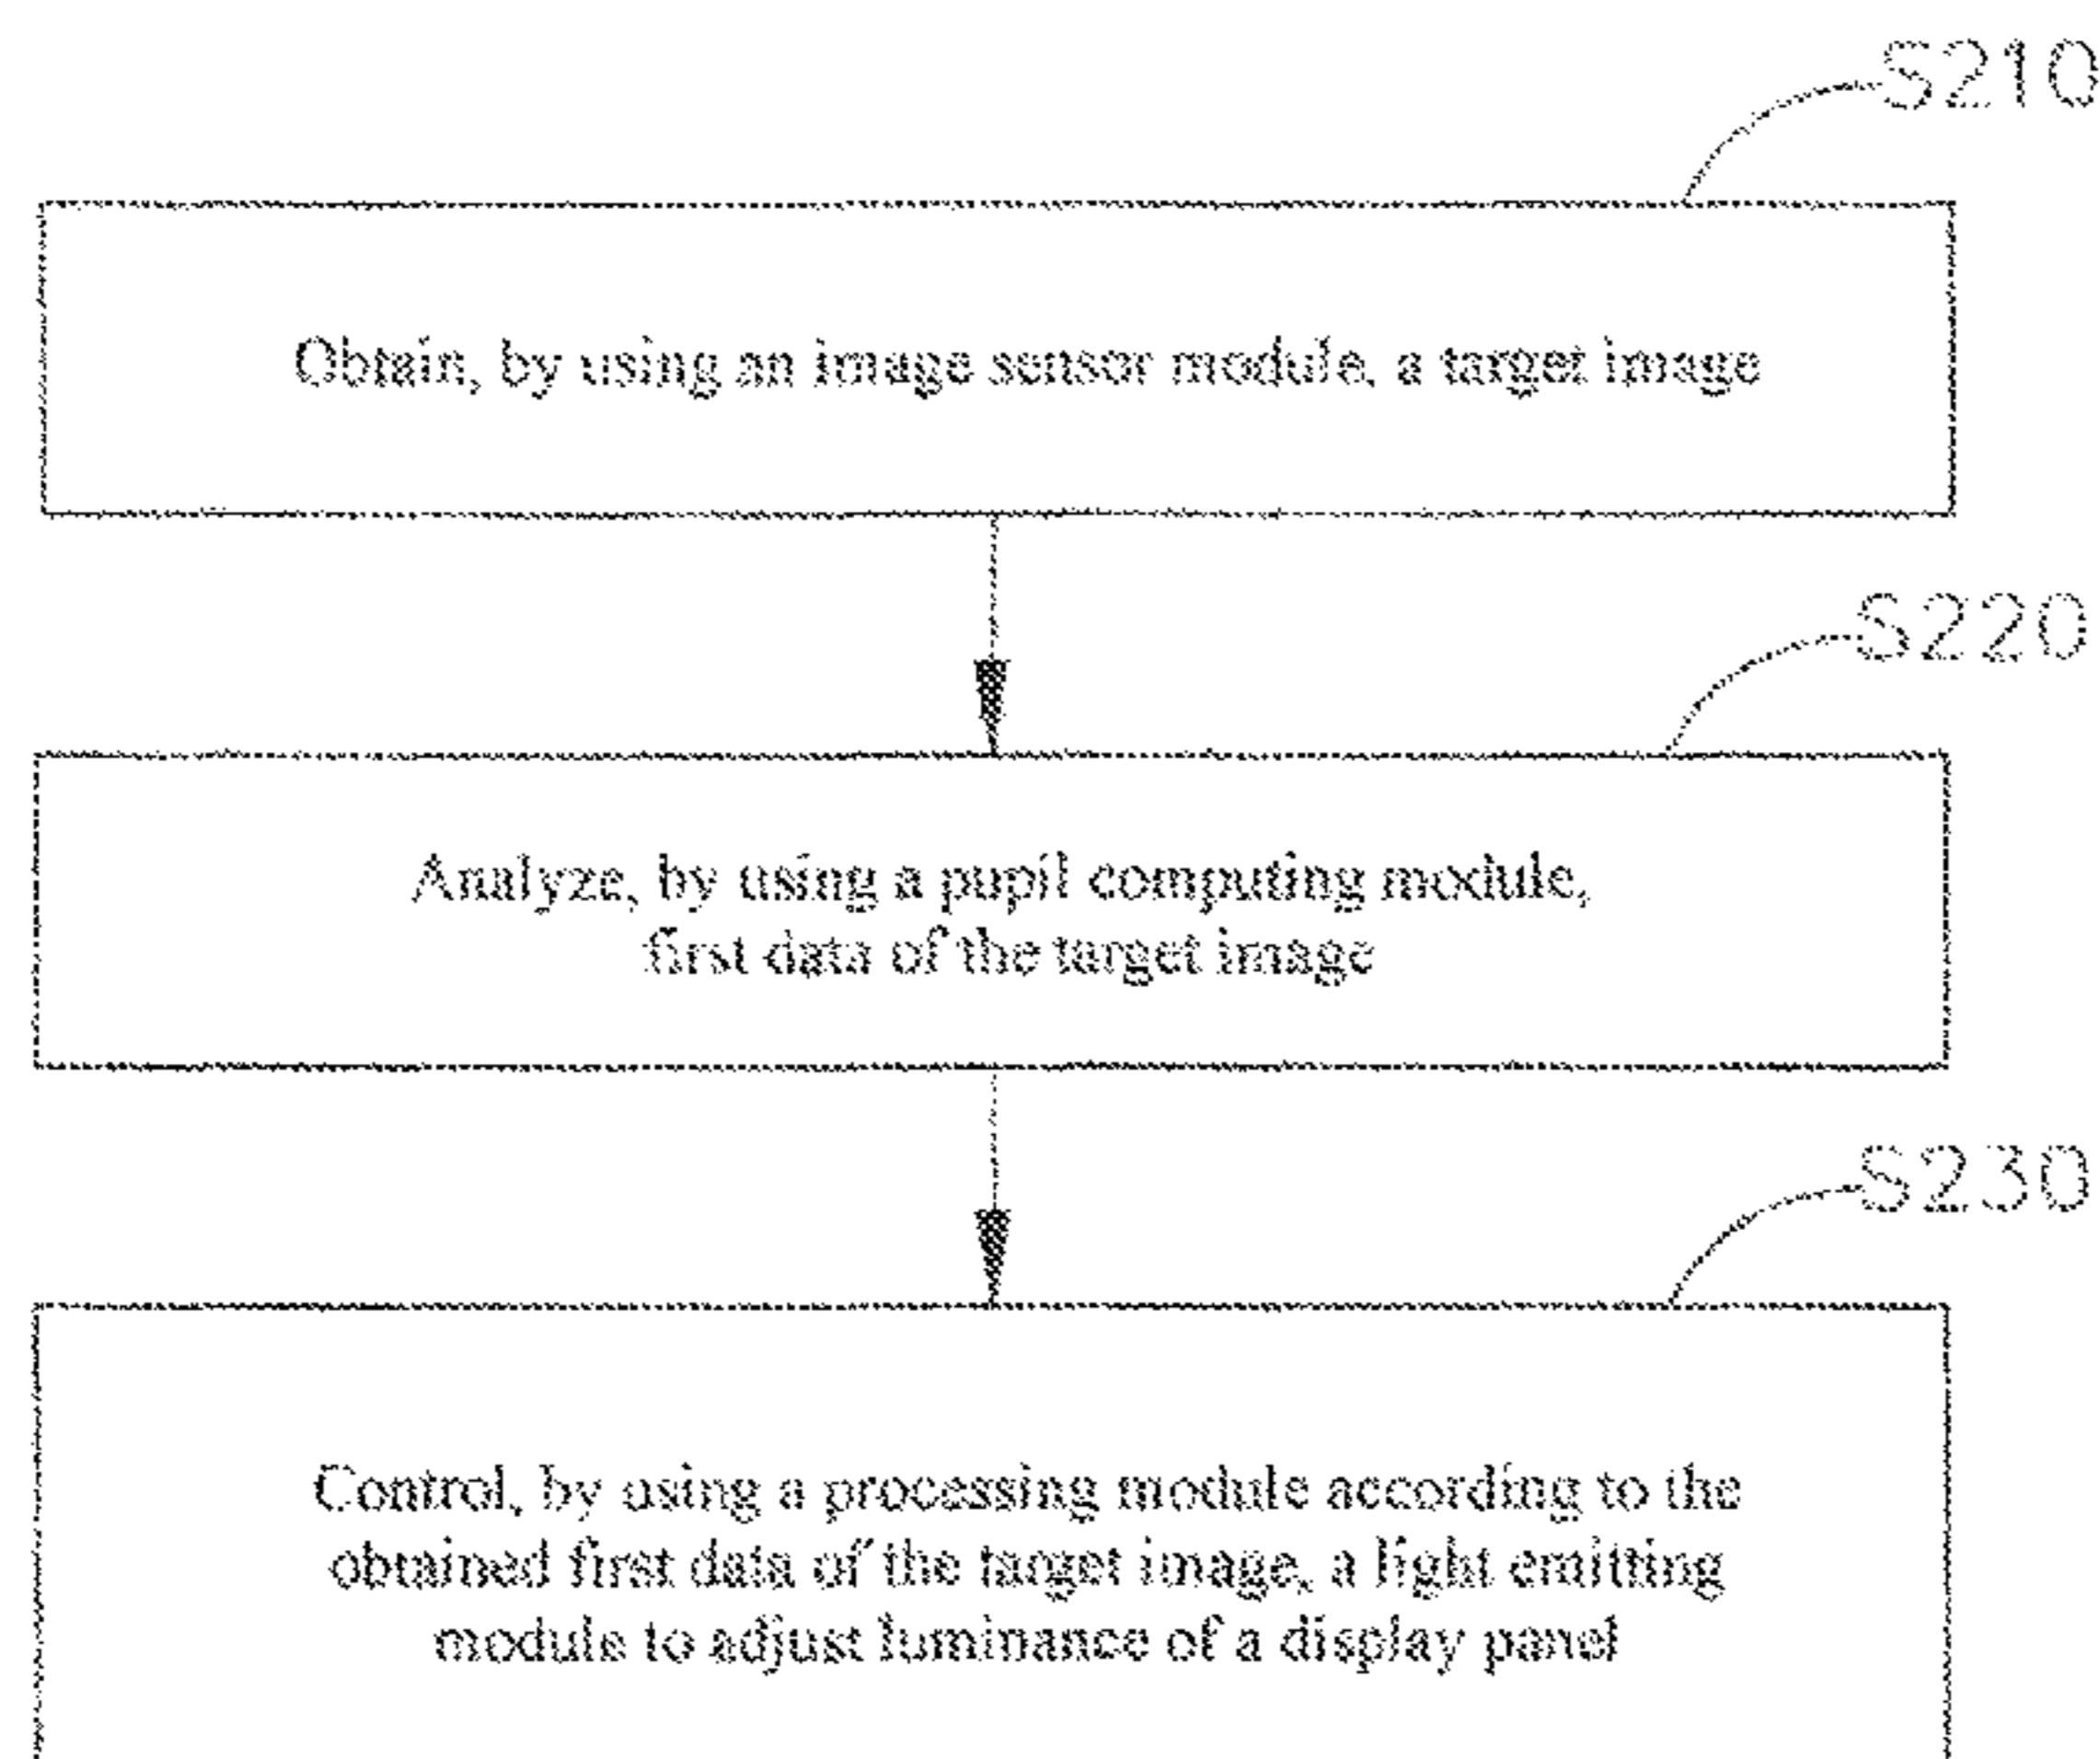 S210
Obtain, by using an image sensor module, a target image
S220
Analyze, by using a pupil computing module,
first data of the target image
S230
Control, by using a processing module according to the
obtained first data of the target image, a light emitting
module to adjust luminance of a display panel